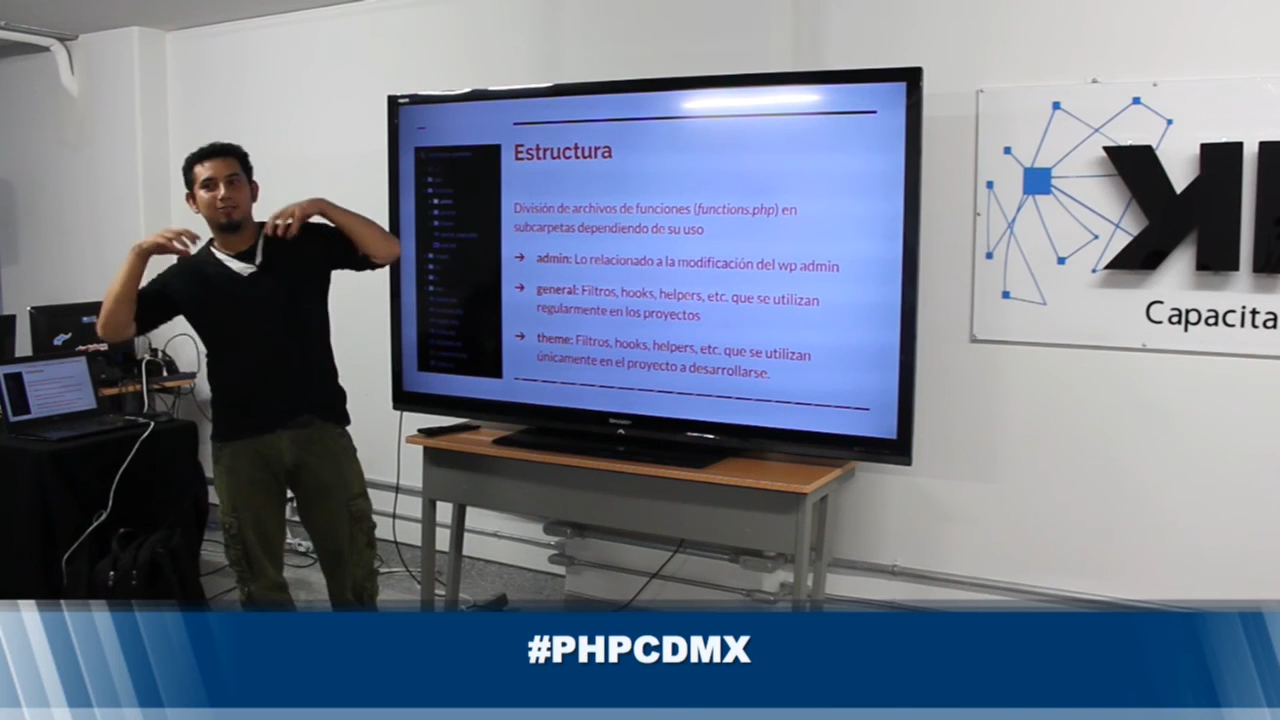 Estructura
División de archivos de funciones (functions.php) en
subcarpetas dependiendo de su uso
→ admin: Lo relacionado a la modificación del wp admin
→ general: Filtros, hooks, helpers, etc. que se utilizan
regularmente en los proyectos
→ theme: Filtros, hooks, helpers, etc. que se utilizan
únicamente en el proyecto a desarrollarse.
SHARP
Capacita
#PHPCDMX